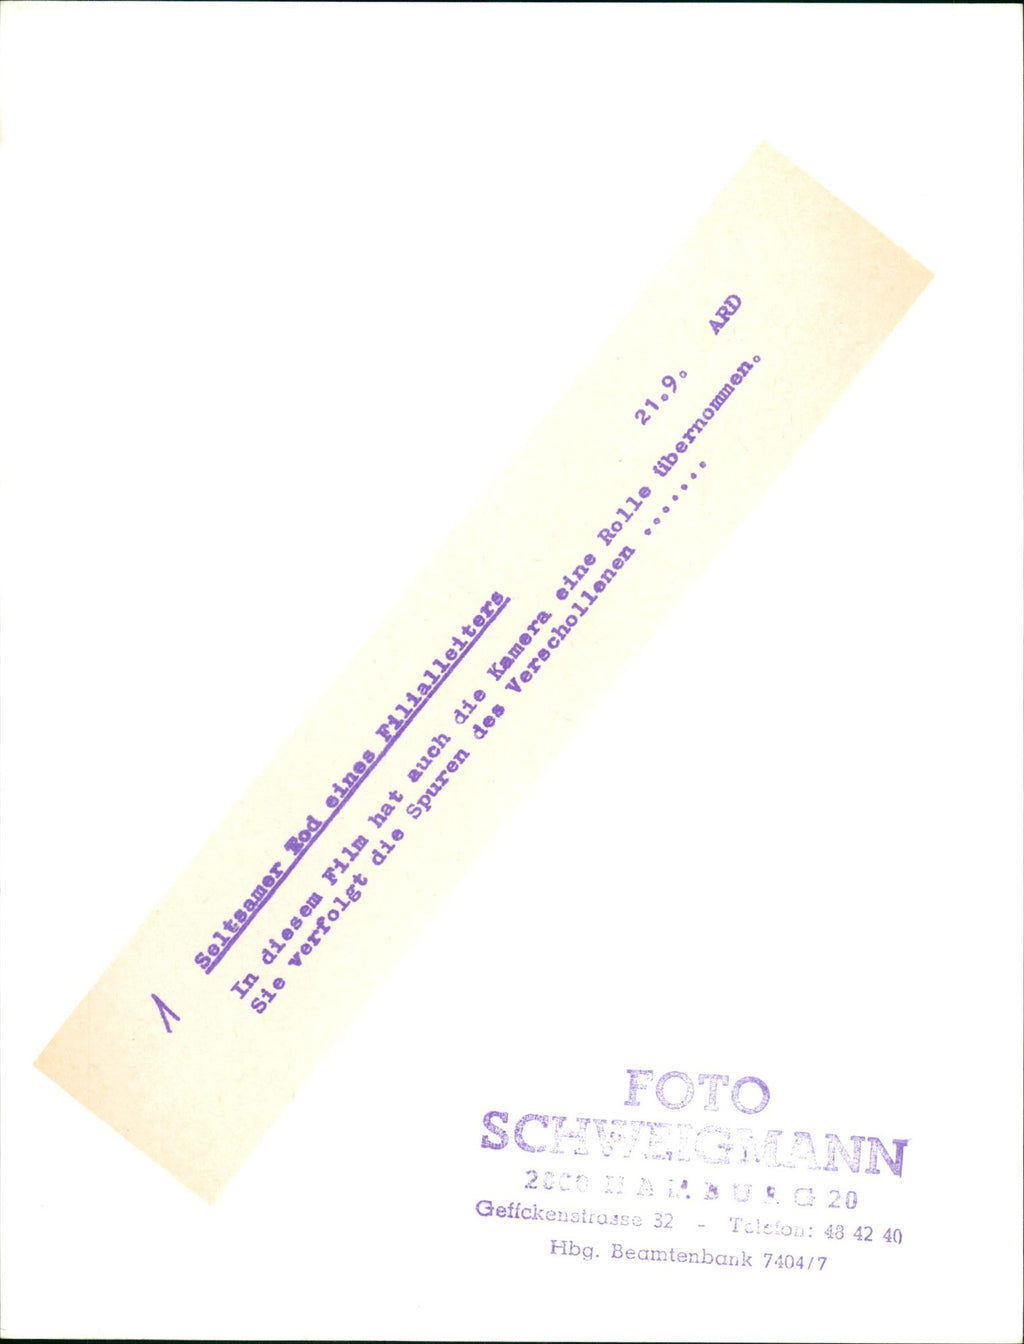 1
Seltsamer Tod eines Filialleiters 21.9. ARD
In diesem Film hat auch die Kamera eine Rolle übernommen.
Sie verfolgt die Spuren des Verschollenen .......
FOTO
SCHWEIGMANN
2000 HAMBURG 20
Geffckenstrasse 32 - Telefon: 48 42 40
Hbg. Beamtenbank 7404/7